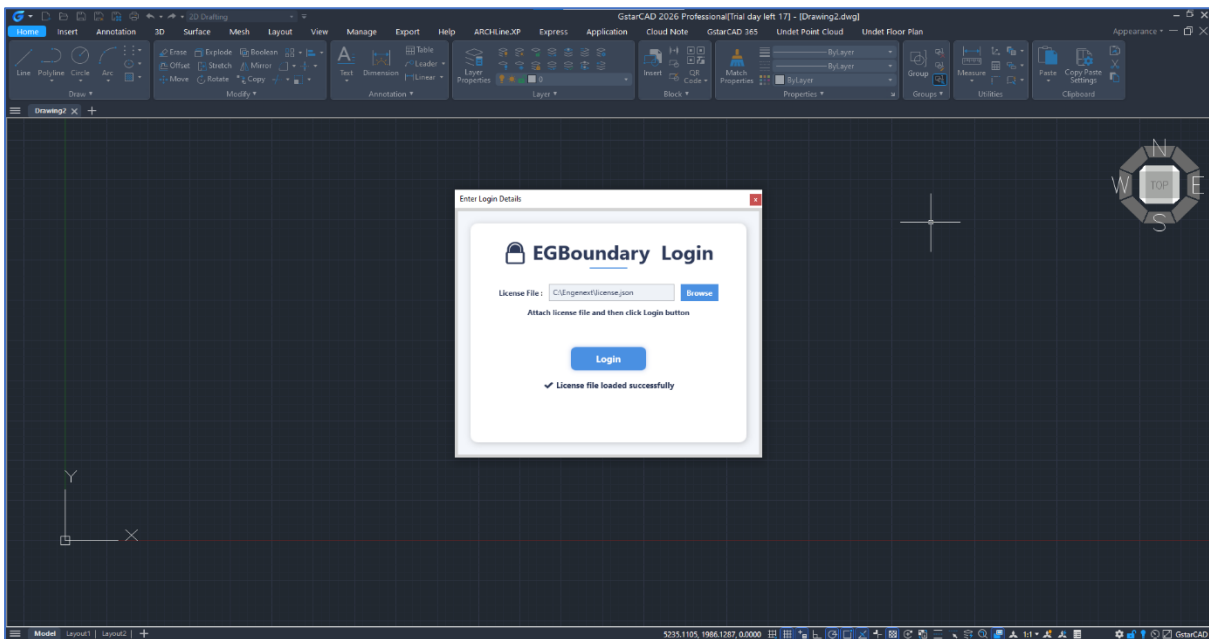 2D Drafting
GstarCAD 2026 Professional[Trial day left 17] - [Drawing2.dwg]
Home Insert Annotation 3D Surface Mesh Layout View Manage Export Help ARCHLine.XP Express Application Cloud Note GstarCAD 365 Undet Point Cloud Undet Floor Plan Appearance
Erase Explode Boolean Table ByLayer
Offset Stretch Mirror Leader ByLayer
Line Polyline Circle Arc Text Dimension Layer Properties Insert QR Code Match Properties Group Measure Paste Copy Paste Settings
Move Rotate Copy Linear 0 ByLayer
Draw Modify Annotation Layer Block Properties Groups Utilities Clipboard
Drawing2
N
W TOP E
S
Enter Login Details
EGBoundary Login
License File : C:\Engenext\license.json Browse
Attach license file and then click Login button
Login
✔ License file loaded successfully
Y
X
Model Layout1 Layout2 5235.1105, 1986.1287, 0.0000 1:1 GstarCAD